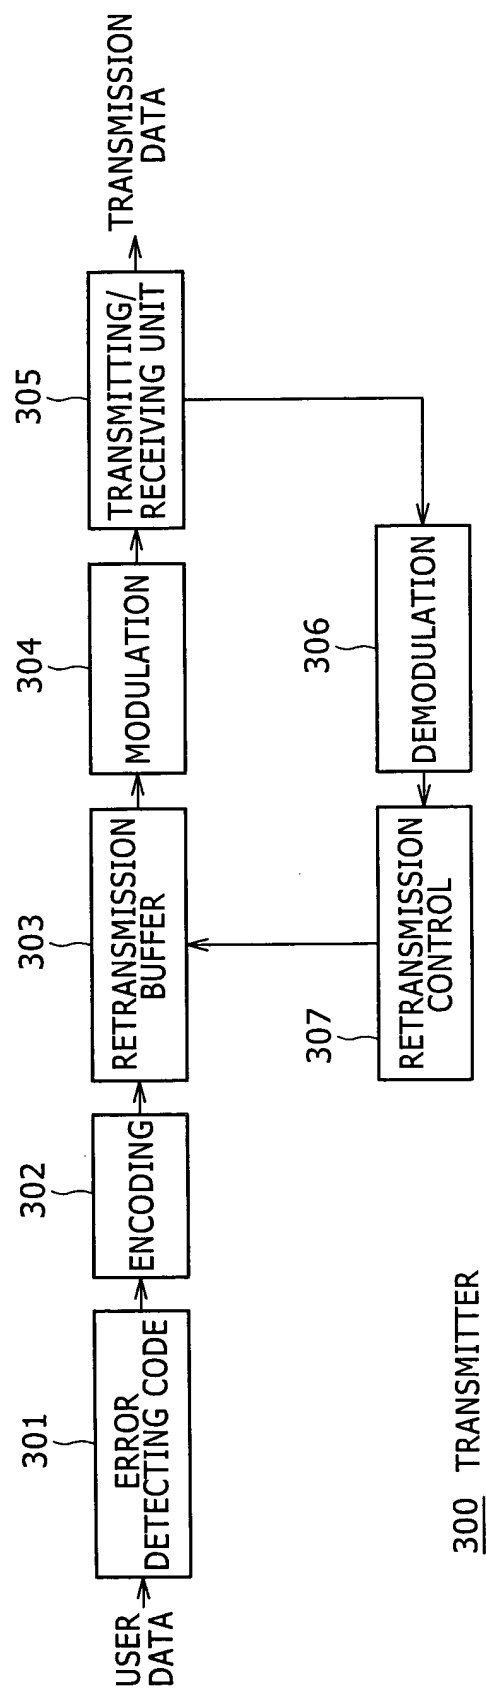 USER
DATA
301
ERROR
DETECTING CODE
302
ENCODING
303
RETRANSMISSION
BUFFER
304
MODULATION
305
TRANSMITTING/
RECEIVING UNIT
TRANSMISSION
DATA
306
DEMODULATION
307
RETRANSMISSION
CONTROL
300 TRANSMITTER